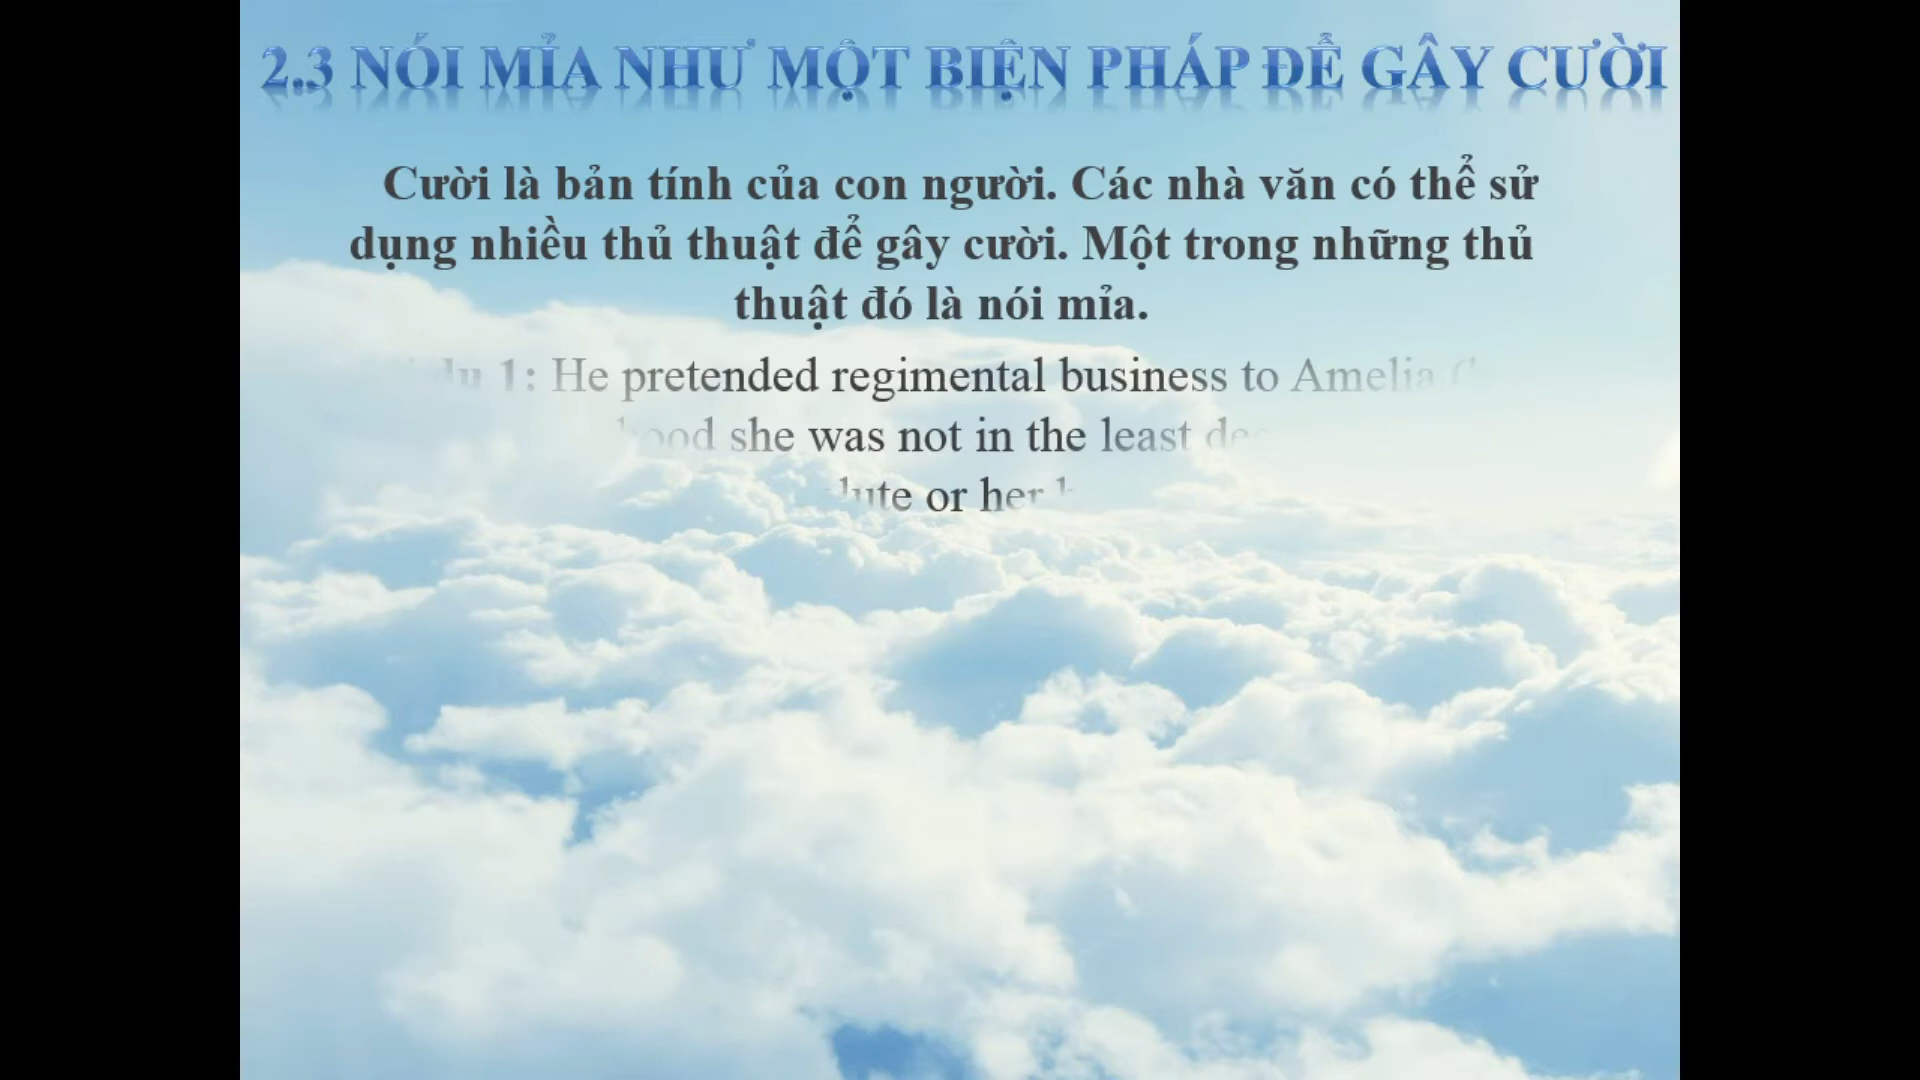 2.3 NÓI MỈA NHƯ MỘT BIỆN PHÁP ĐỂ GÂY CƯỜI
Cười là bản tính của con người. Các nhà văn có thể sử
dụng nhiều thủ thuật để gây cười. Một trong những thủ
thuật đó là nói mỉa.
1: He pretended regimental business to Amelia
she was not in the least
or her